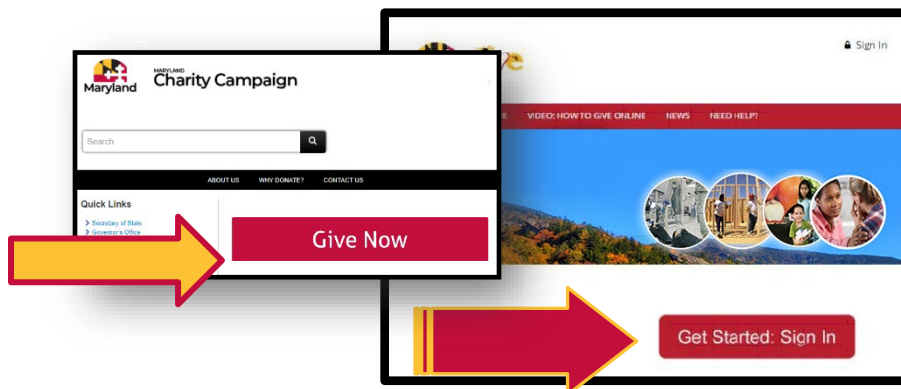 Maryland
MARYLAND
Charity Campaign
Search
ABOUT US WHY DONATE? CONTACT US
Quick Links
Secretary of State
Governor's Office
Give Now
Sign In
VIDEO: HOW TO GIVE ONLINE NEWS NEED HELP?
Get Started: Sign In